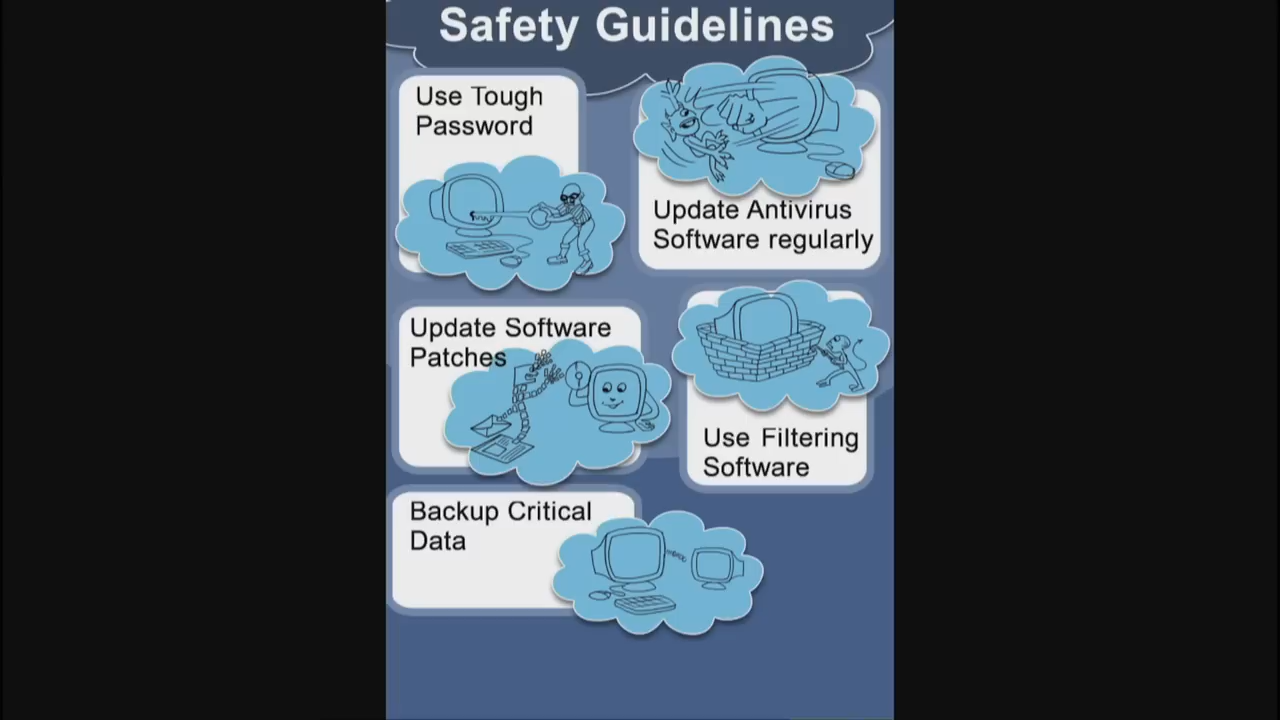 Safety Guidelines
Use Tough
Password
Update Antivirus
Software regularly
Update Software
Patches
Use Filtering
Software
Backup Critical
Data